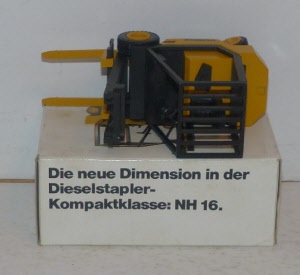 Die neue Dimension in der
Dieselstapler-
Kompaktklasse: NH 16.